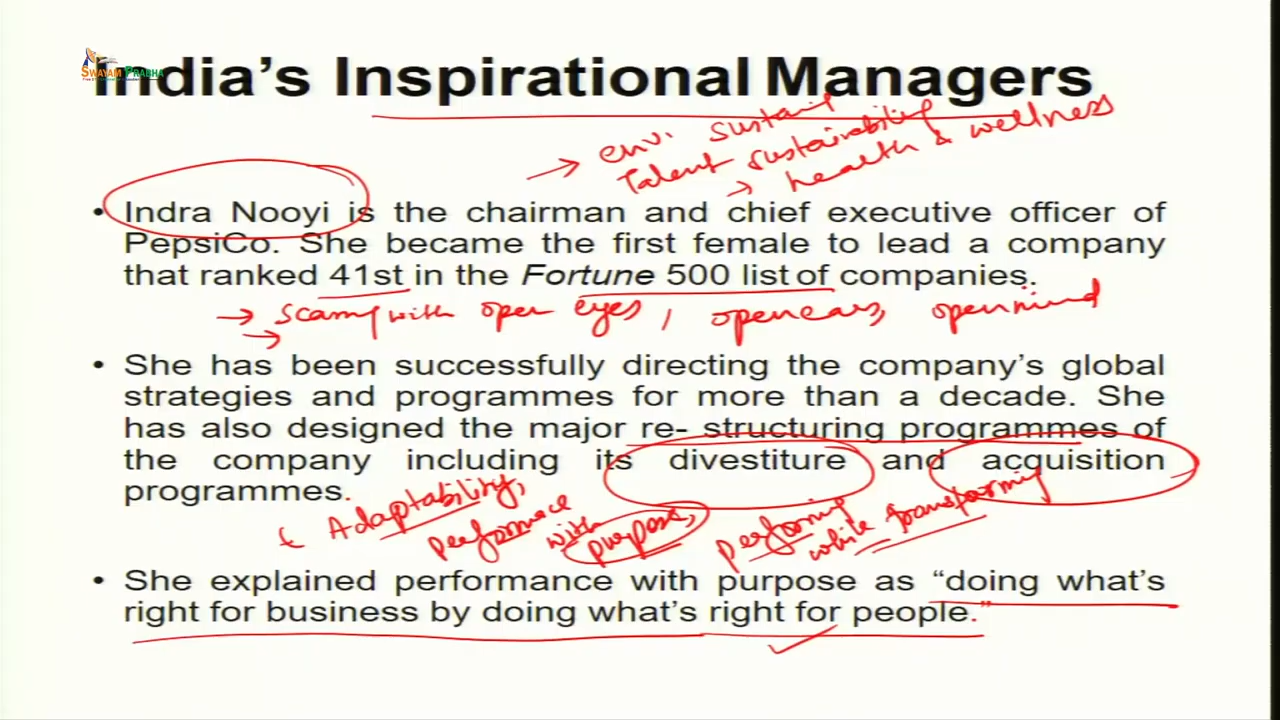 SWAYAM PRABHA
India's Inspirational Managers
→ env. sustain
Talent sustainability
→ health & wellness
• Indra Nooyi is the chairman and chief executive officer of
PepsiCo. She became the first female to lead a company
that ranked 41st in the Fortune 500 list of companies.
→ with open eyes, open ears, open mind
→
• She has been successfully directing the company's global
strategies and programmes for more than a decade. She
has also designed the major re- structuring programmes of
the company including its divestiture and acquisition
programmes.
Adaptability,
performace
with
purpose,
performing
while transforming
• She explained performance with purpose as “doing what's
right for business by doing what's right for people.”